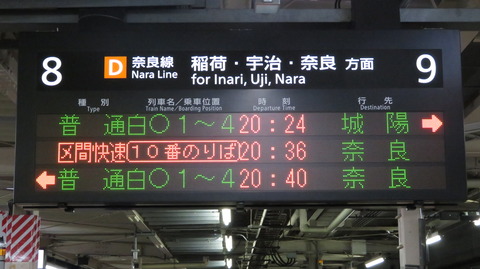 8 D 奈良線 稲荷・宇治・奈良 方面 9
Nara Line for Inari, Uji, Nara
種別 列車名／乗車位置 時刻 行先
Type Train Name/Boarding Position Departure Time Destination
普通 白○1～4 20:24 城陽 →
区間快速 10番のりば 20:36 奈良
← 普通 白○1～4 20:40 奈良